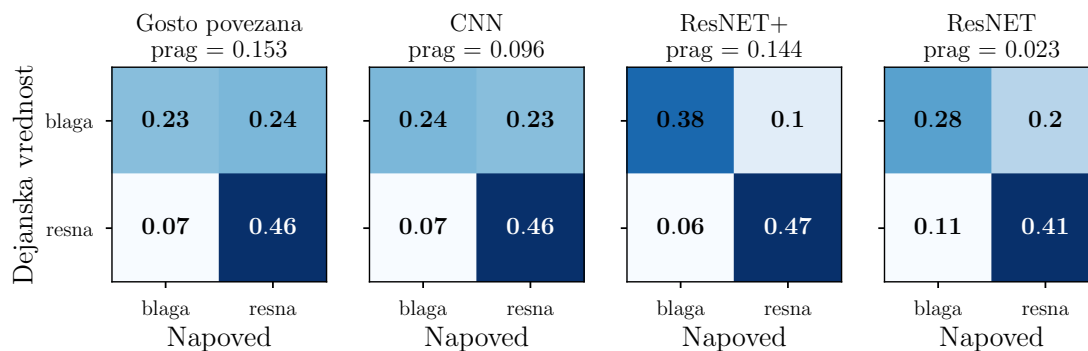 Gosto povezana
prag = 0.153
CNN
prag = 0.096
ResNET+
prag = 0.144
ResNET
prag = 0.023
Dejanska vrednost
blaga
resna
0.23 0.24
0.07 0.46
blaga resna
Napoved
0.24 0.23
0.07 0.46
blaga resna
Napoved
0.38 0.1
0.06 0.47
blaga resna
Napoved
0.28 0.2
0.11 0.41
blaga resna
Napoved